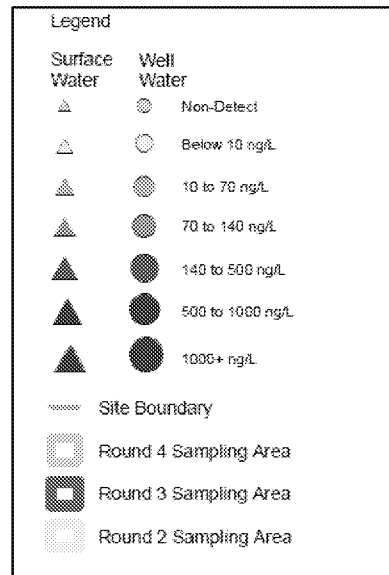 Legend
Surface Well
Water Water
Non-Detect
Below 10 ng/L
10 to 70 ng/L
70 to 140 ng/L
140 to 500 ng/L
500 to 1000 ng/L
1000+ ng/L
Site Boundary
Round 4 Sampling Area
Round 3 Sampling Area
Round 2 Sampling Area